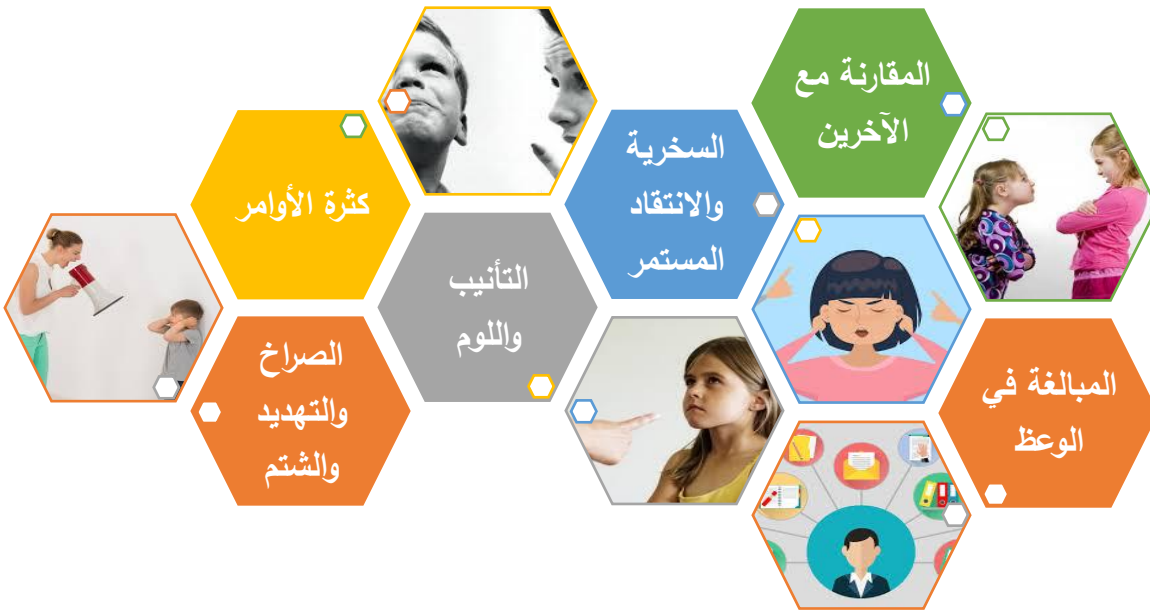 المقارنة مع
الآخرين
السخرية
والانتقاد
المستمر
كثرة الأوامر
التأنيب
واللوم
الصراخ
والتهديد
والشتم
المبالغة في
الوعظ